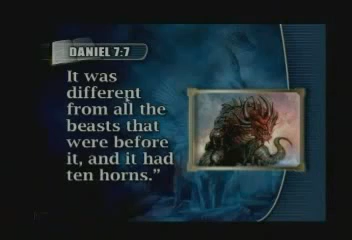 DANIEL 7:7
It was
different
from all the
beasts that
were before
it, and it had
ten horns.”